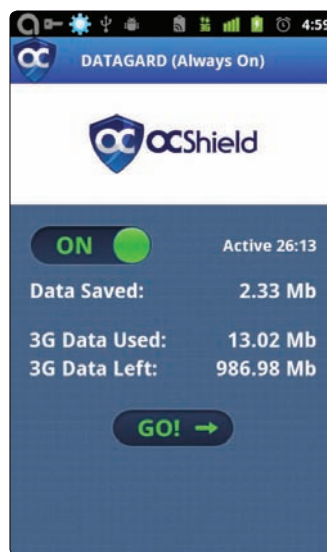 4:59
DATAGARD (Always On)
OCShield
ON
Active 26:13
Data Saved: 2.33 Mb
3G Data Used: 13.02 Mb
3G Data Left: 986.98 Mb
GO! →